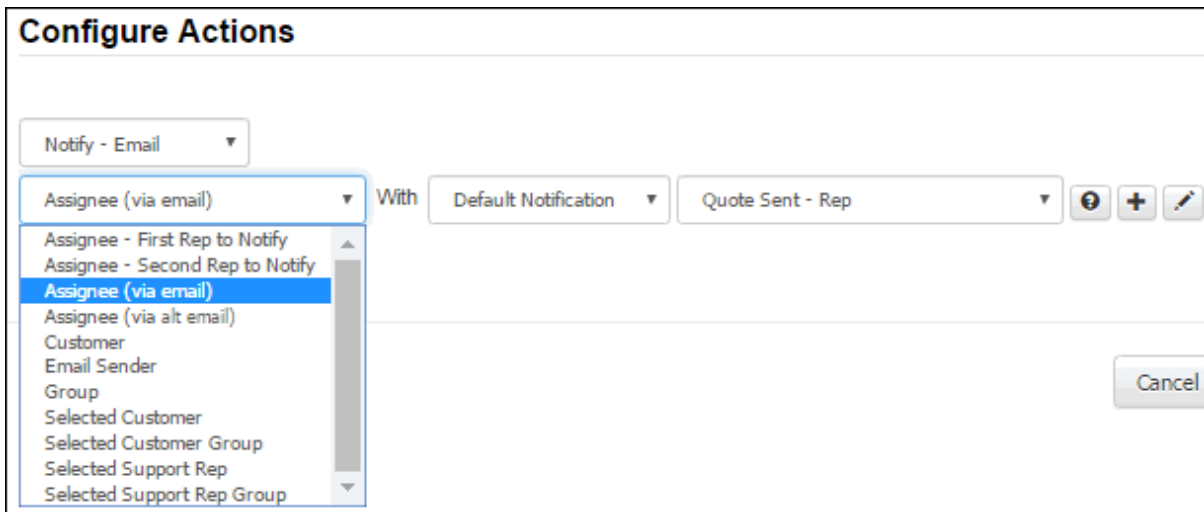 Configure Actions
Notify - Email
Assignee (via email) With Default Notification Quote Sent - Rep
Assignee - First Rep to Notify
Assignee - Second Rep to Notify
Assignee (via email)
Assignee (via alt email)
Customer
Email Sender
Group
Selected Customer
Selected Customer Group
Selected Support Rep
Selected Support Rep Group
Cancel